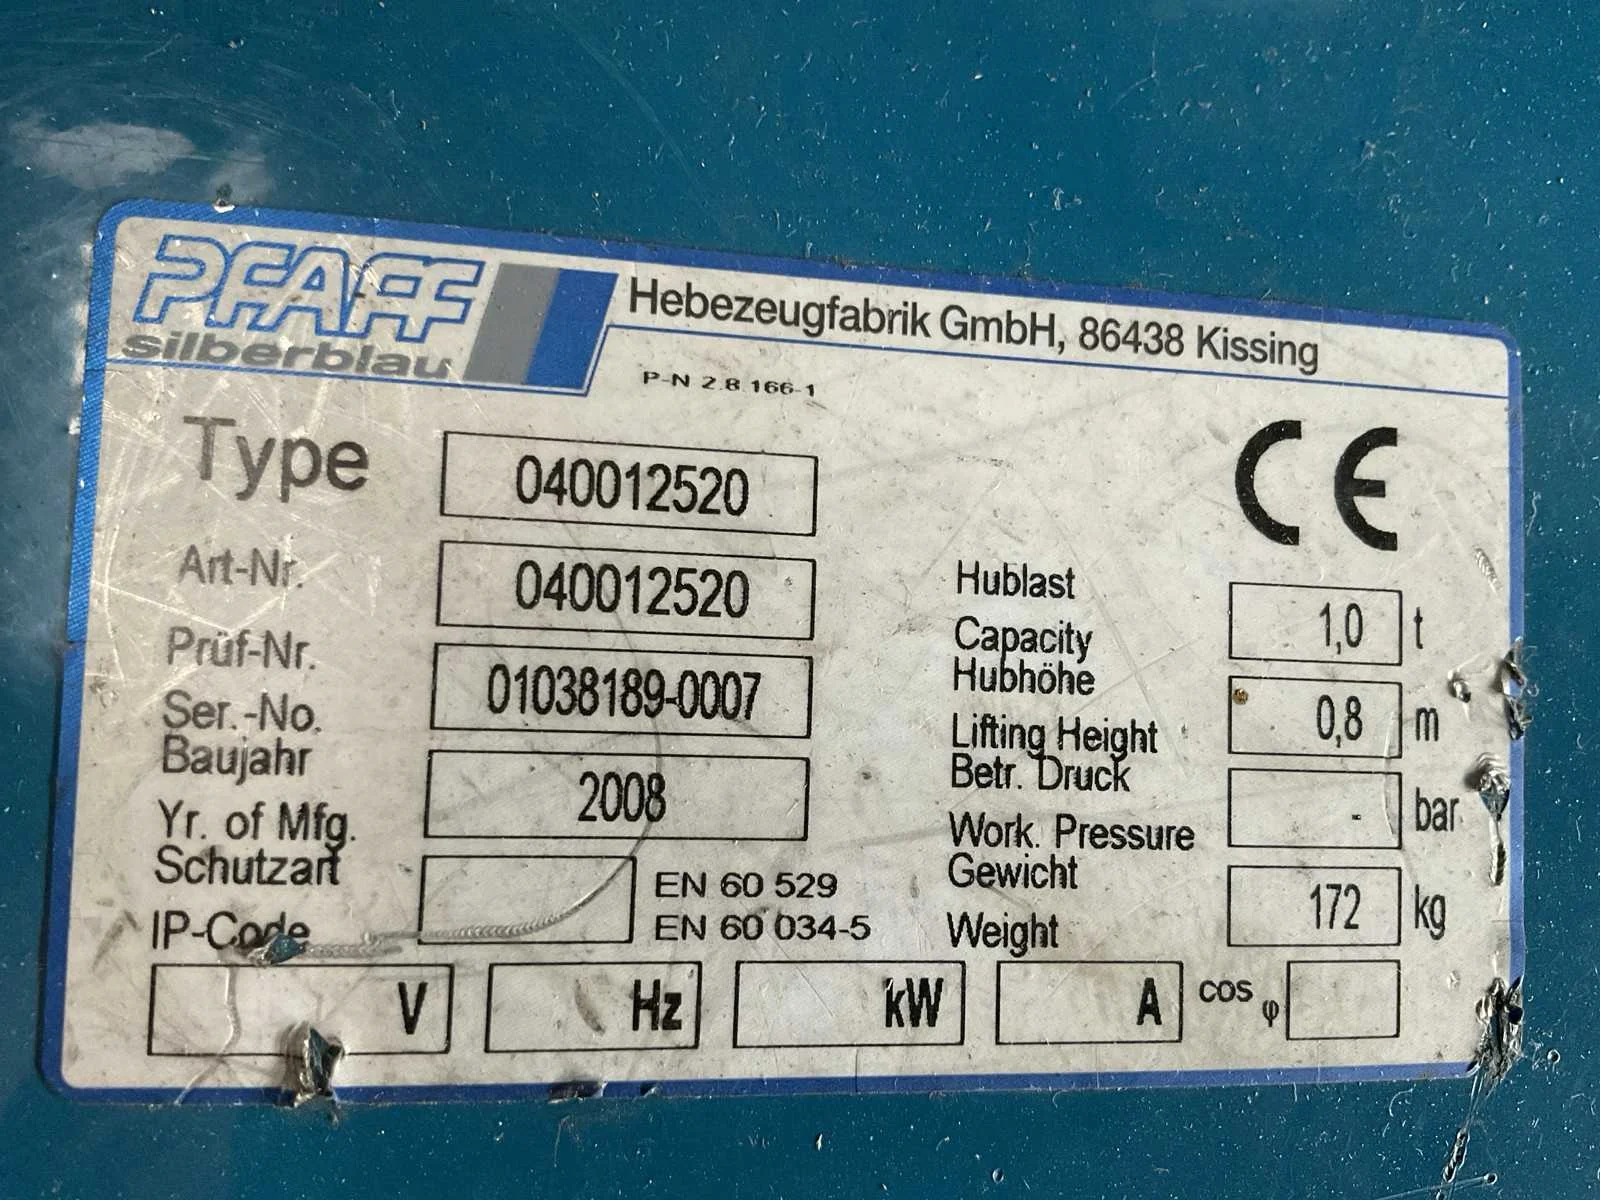 PFAFF
silberblau
Hebezeugfabrik GmbH, 86438 Kissing
P-N 2.8.166-1
CE
Type 040012520
Art-Nr. 040012520
Prüf-Nr.
Ser.-No. 01038189-0007
Baujahr
Yr. of Mfg. 2008
Schutzart
IP-Code
EN 60 529
EN 60 034-5
Hublast
Capacity 1,0 t
Hubhöhe
Lifting Height 0,8 m
Betr. Druck
Work. Pressure - bar
Gewicht
Weight 172 kg
V Hz kW A cos φ